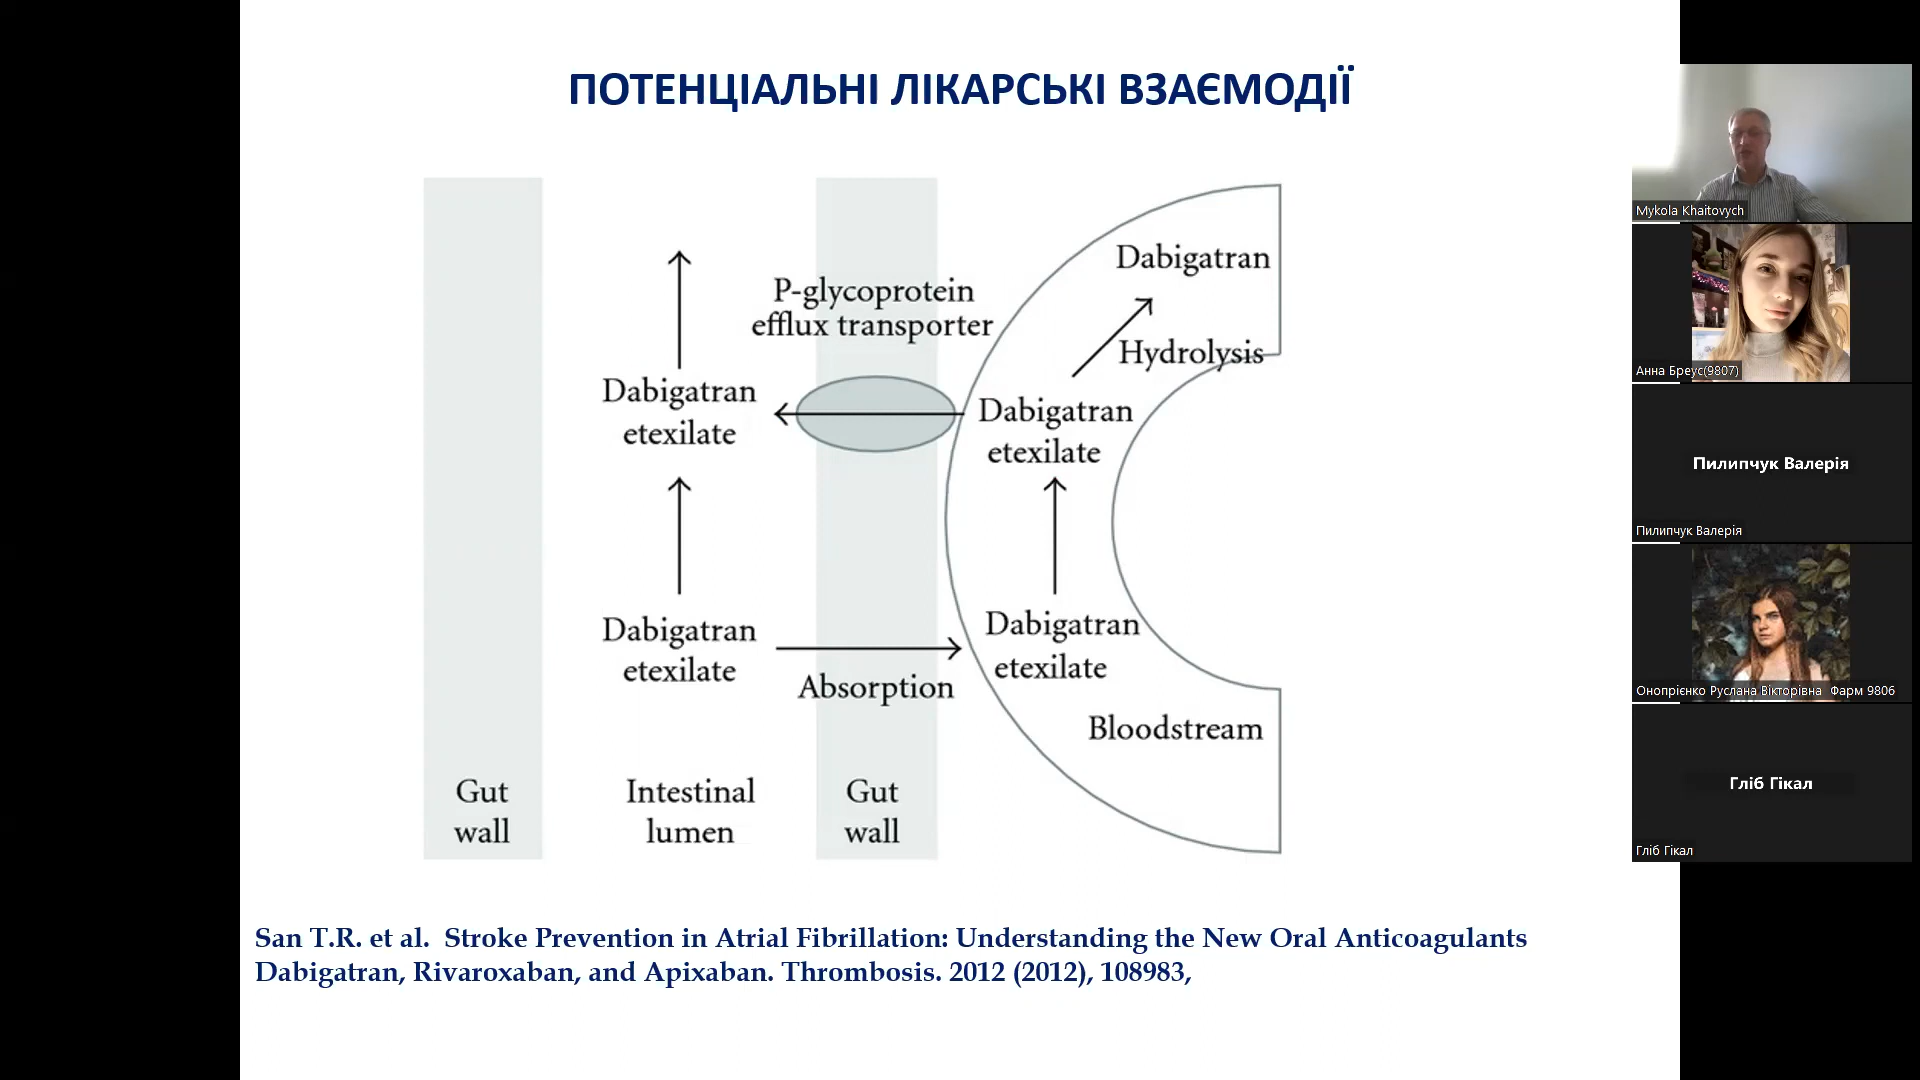 ПОТЕНЦІАЛЬНІ ЛІКАРСЬКІ ВЗАЄМОДІЇ
Dabigatran
P-glycoprotein
efflux transporter
Hydrolysis
Dabigatran
etexilate
Dabigatran
etexilate
Dabigatran
etexilate
Absorption
Dabigatran
etexilate
Bloodstream
Gut
wall
Intestinal
lumen
Gut
wall
San T.R. et al.  Stroke Prevention in Atrial Fibrillation: Understanding the New Oral Anticoagulants
Dabigatran, Rivaroxaban, and Apixaban. Thrombosis. 2012 (2012), 108983,
Mykola Khaitovych
Анна Бреус(9807)
Пилипчук Валерія
Пилипчук Валерія
Онопрієнко Руслана Вікторівна  Фарм 9806
Гліб Гікал
Гліб Гікал